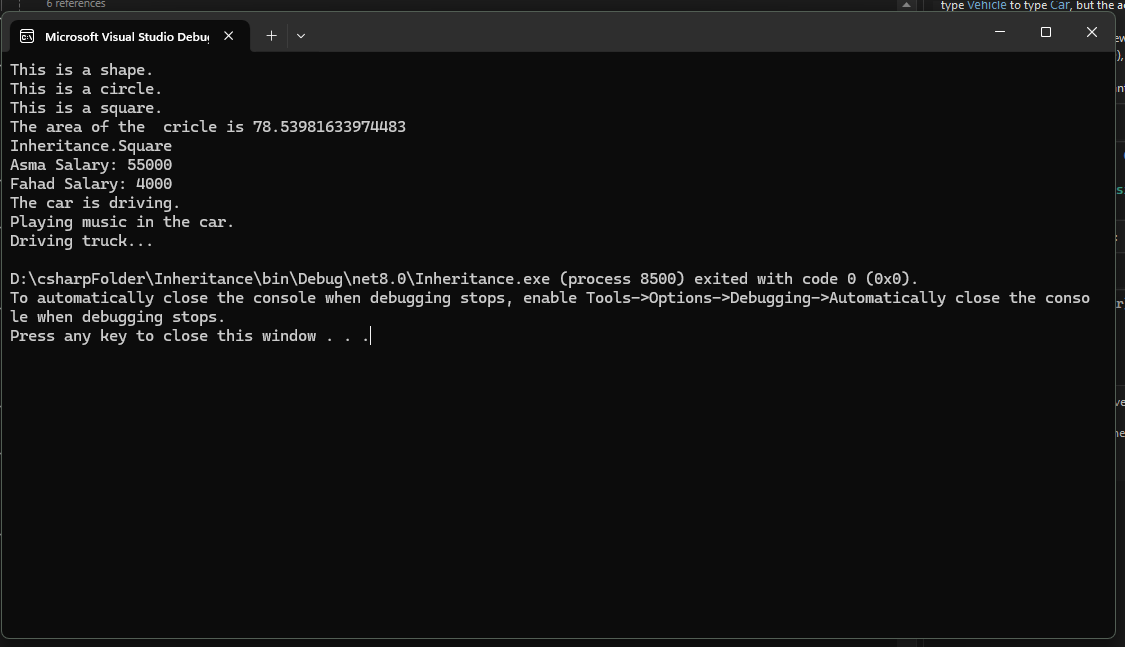 6 references
type Vehicle to type Car, but the
Microsoft Visual Studio Debu
This is a shape.
This is a circle.
This is a square.
The area of the  cricle is 78.53981633974483
Inheritance.Square
Asma Salary: 55000
Fahad Salary: 4000
The car is driving.
Playing music in the car.
Driving truck...
D:\csharpFolder\Inheritance\bin\Debug\net8.0\Inheritance.exe (process 8500) exited with code 0 (0x0).
To automatically close the console when debugging stops, enable Tools->Options->Debugging->Automatically close the conso
le when debugging stops.
Press any key to close this window . . .